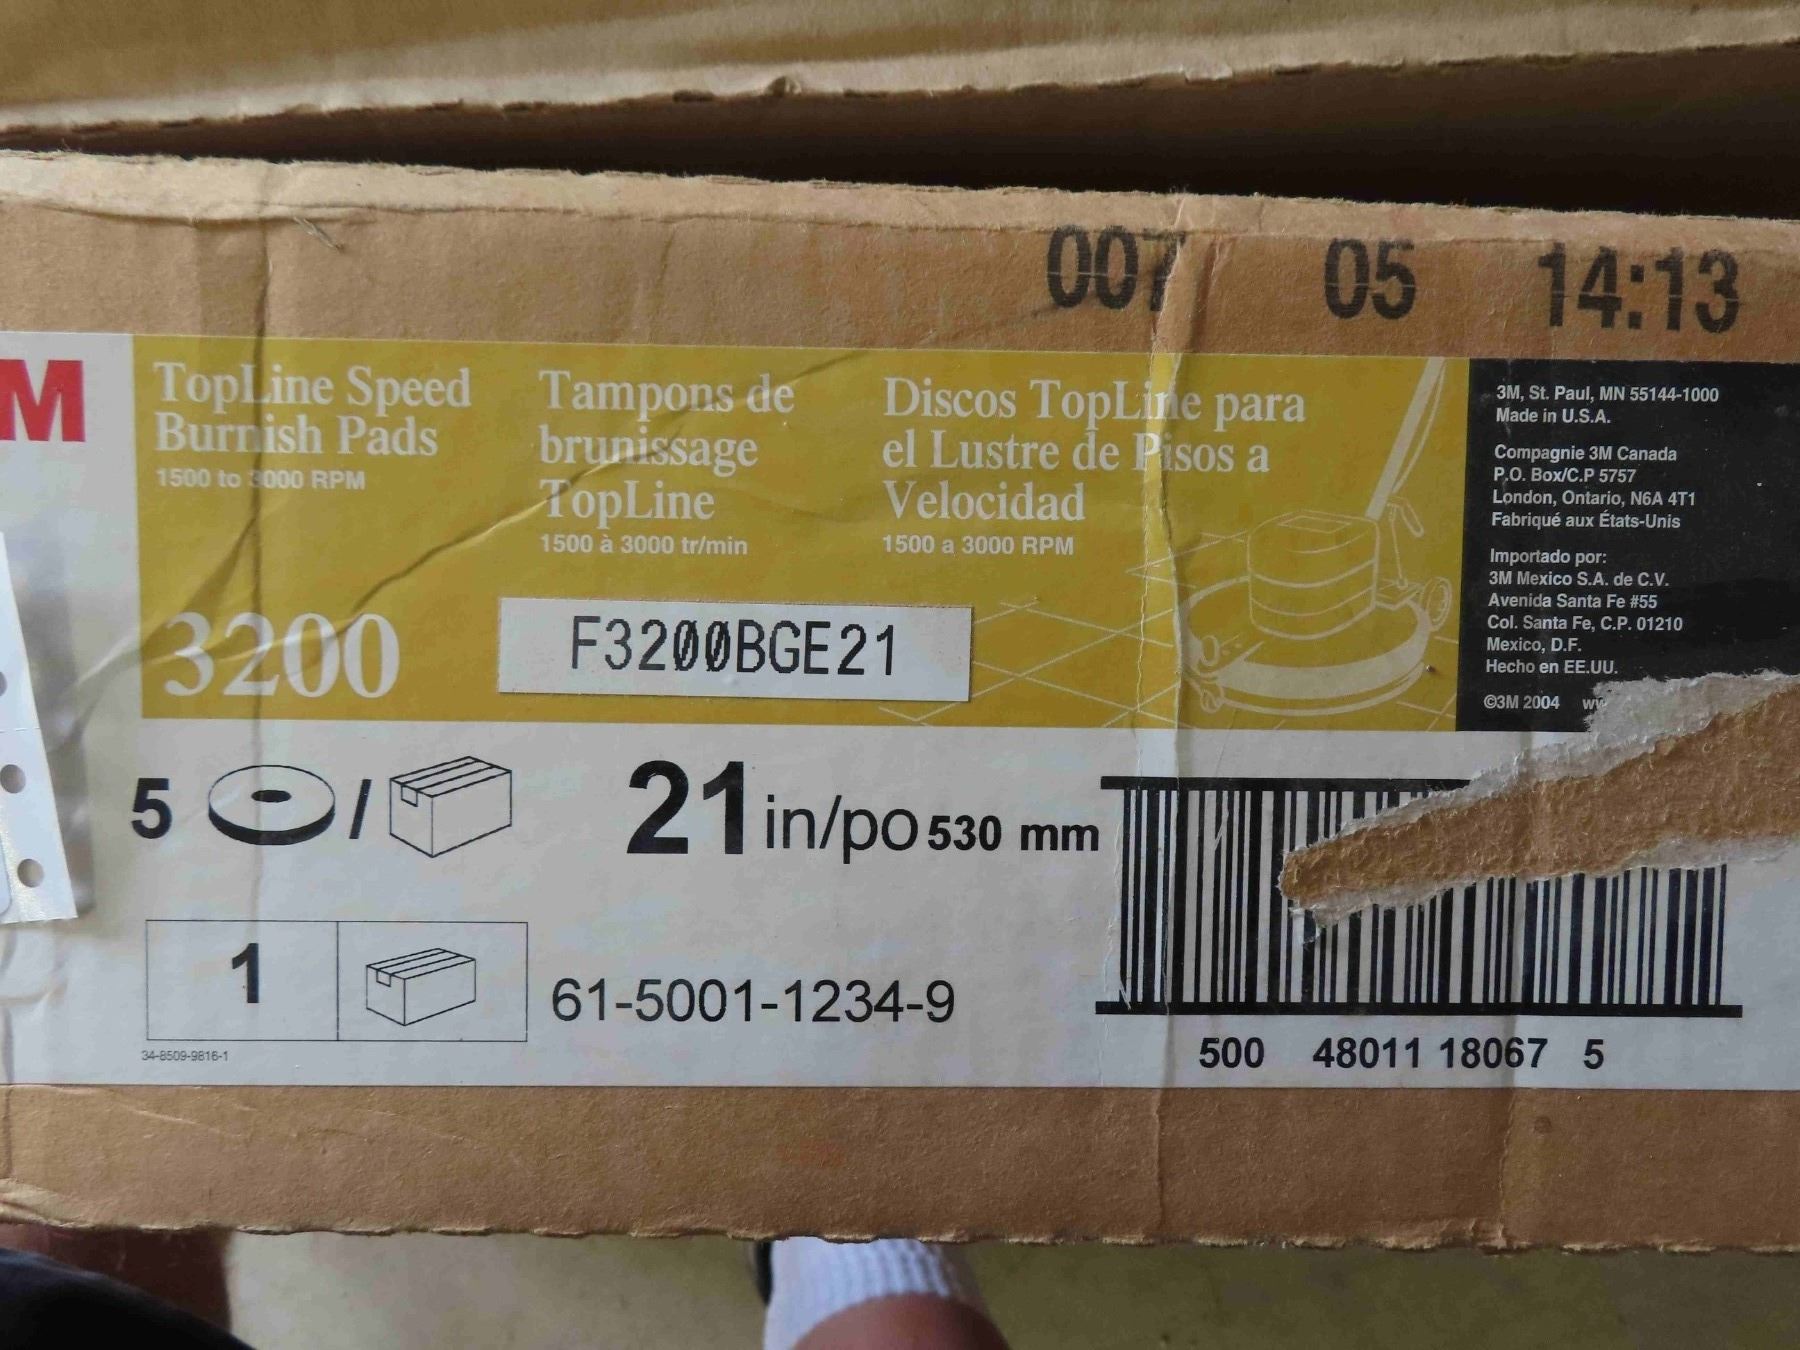 007 05 14:13
M
TopLine Speed
Burnish Pads
1500 to 3000 RPM
Tampons de
brunissage
TopLine
1500 à 3000 tr/min
Discos TopLine para
el Lustre de Pisos a
Velocidad
1500 a 3000 RPM
3M, St. Paul, MN 55144-1000
Made in U.S.A.
Compagnie 3M Canada
P.O. Box/C.P 5757
London, Ontario, N6A 4T1
Fabriqué aux États-Unis
Importado por:
3M Mexico S.A. de C.V.
Avenida Santa Fe #55
Col. Santa Fe, C.P. 01210
Mexico, D.F.
Hecho en EE.UU.
©3M 2004
3200
F3200BGE21
5 /
21 in/po 530 mm
1
61-5001-1234-9
34-8509-9816-1
500 48011 18067 5